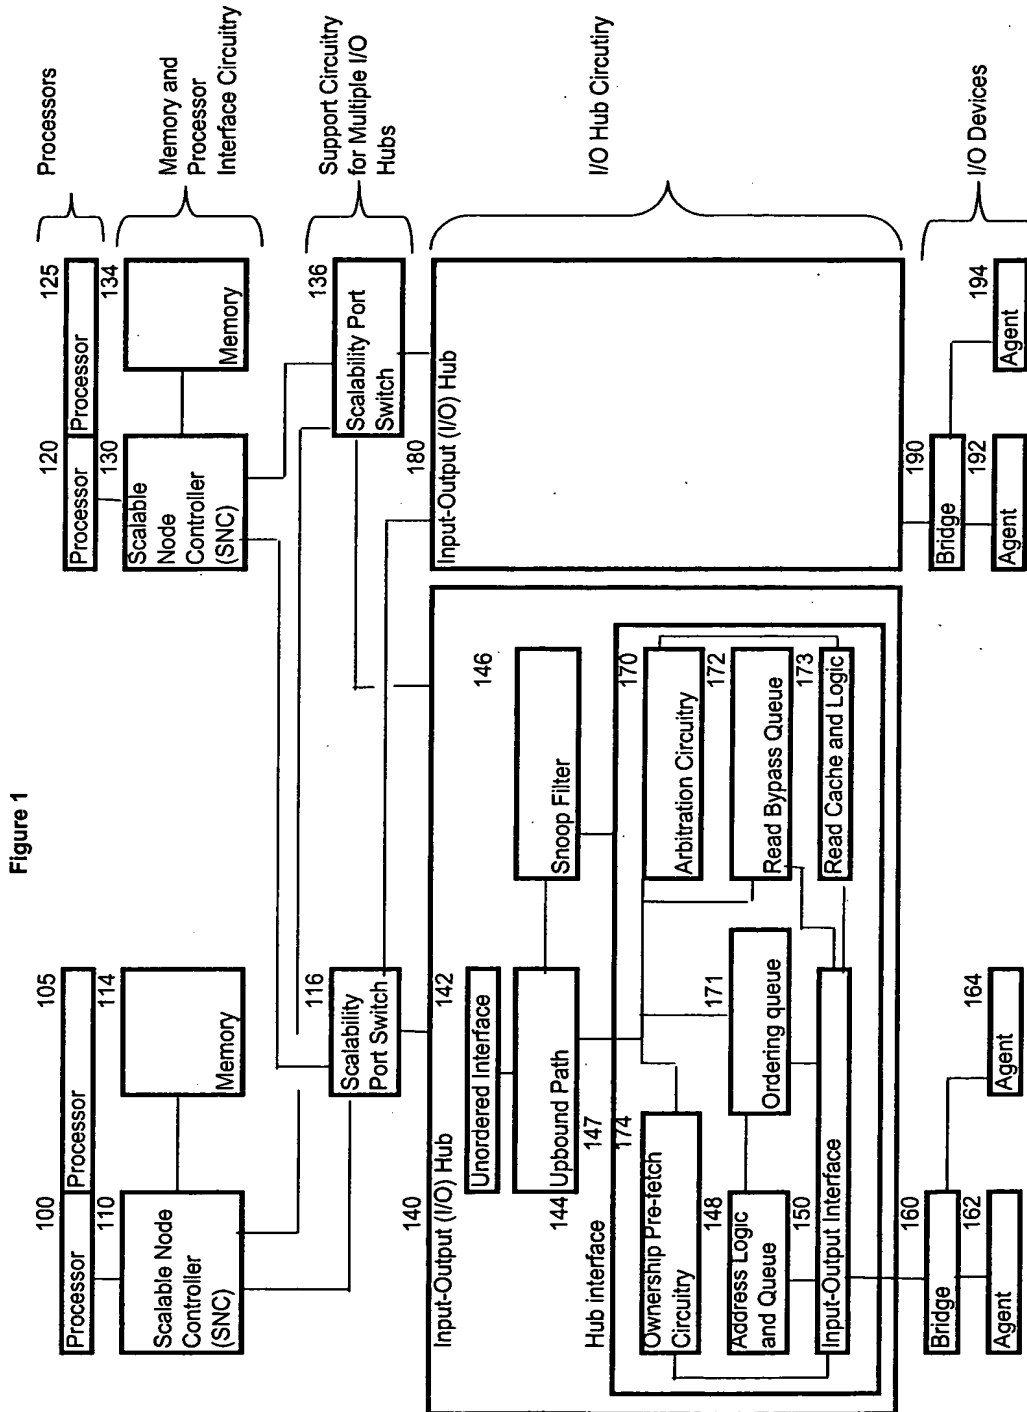 Figure 1
100
105
Processor
Processor
110
114
Scalable Node
Controller
(SNC)
Memory
120
125
Processor
Processor
130
134
Scalable
Node
Controller
(SNC)
Memory
Processors
Memory and
Processor
Interface Circuitry
116
Scalability
Port Switch
136
Scalability Port
Switch
Support Circuitry
for Multiple I/O
Hubs
140
Input-Output (I/O) Hub
142
Unordered Interface
144
Upbound Path
146
Snoop Filter
147
Hub interface
174
Ownership Pre-fetch
Circuitry
170
Arbitration Circuitry
148
Address Logic
and Queue
171
Ordering queue
172
Read Bypass Queue
150
Input-Output Interface
173
Read Cache and Logic
180
Input-Output (I/O) Hub
I/O Hub Circutiry
160
Bridge
162
Agent
164
Agent
190
Bridge
192
Agent
194
Agent
I/O Devices